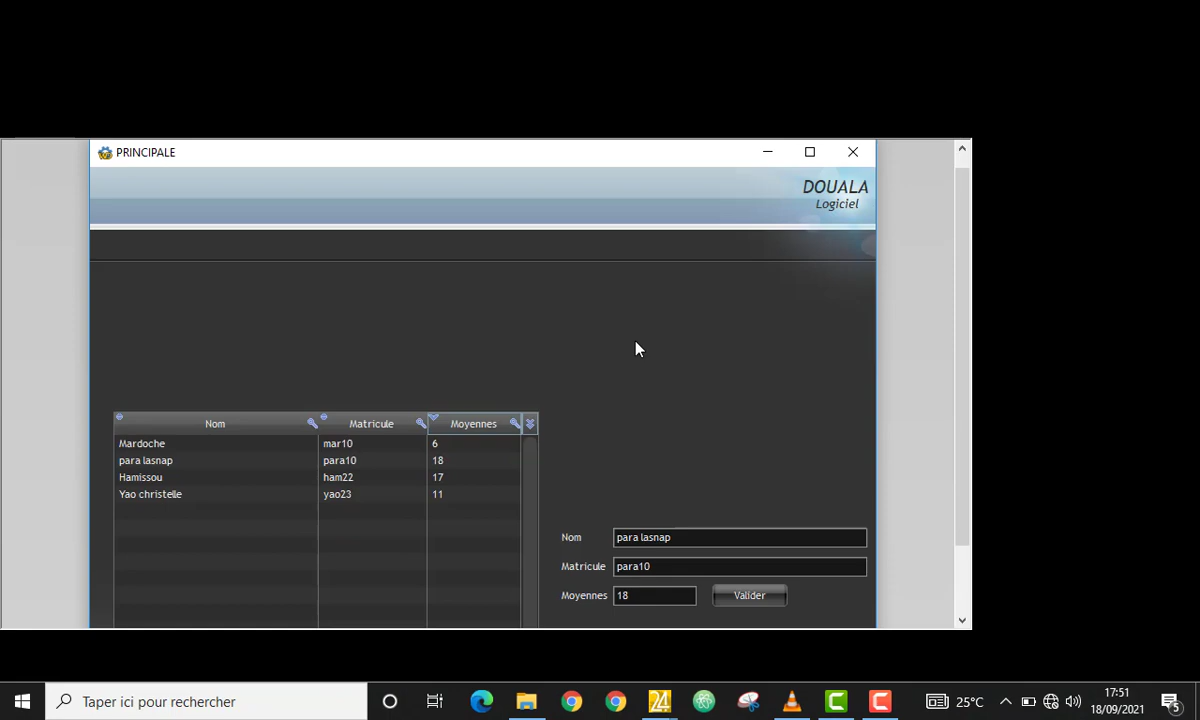 PRINCIPALE
DOUALA
Logiciel
Nom Matricule Moyennes
Mardoche mar10 6
para lasnap para10 18
Hamissou ham22 17
Yao christelle yao23 11
Nom para lasnap
Matricule para10
Moyennes 18 Valider
Taper ici pour rechercher
24
25°C
17:51
18/09/2021
5